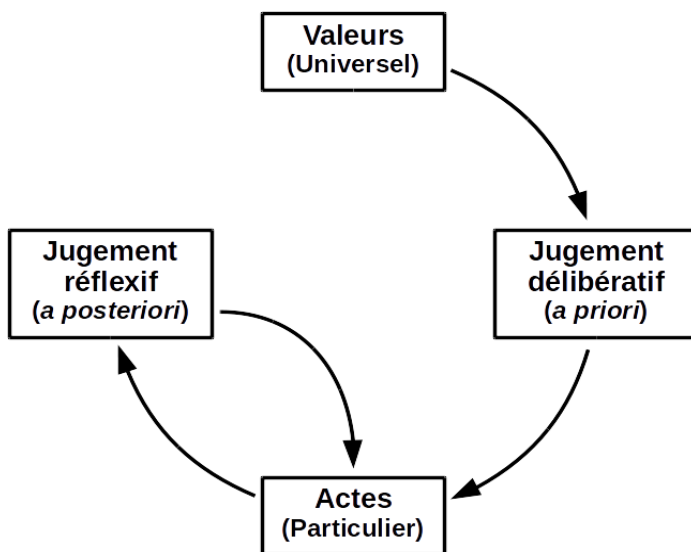 Valeurs
(Universel)
Jugement
réflexif
(a posteriori)
Jugement
délibératif
(a priori)
Actes
(Particulier)